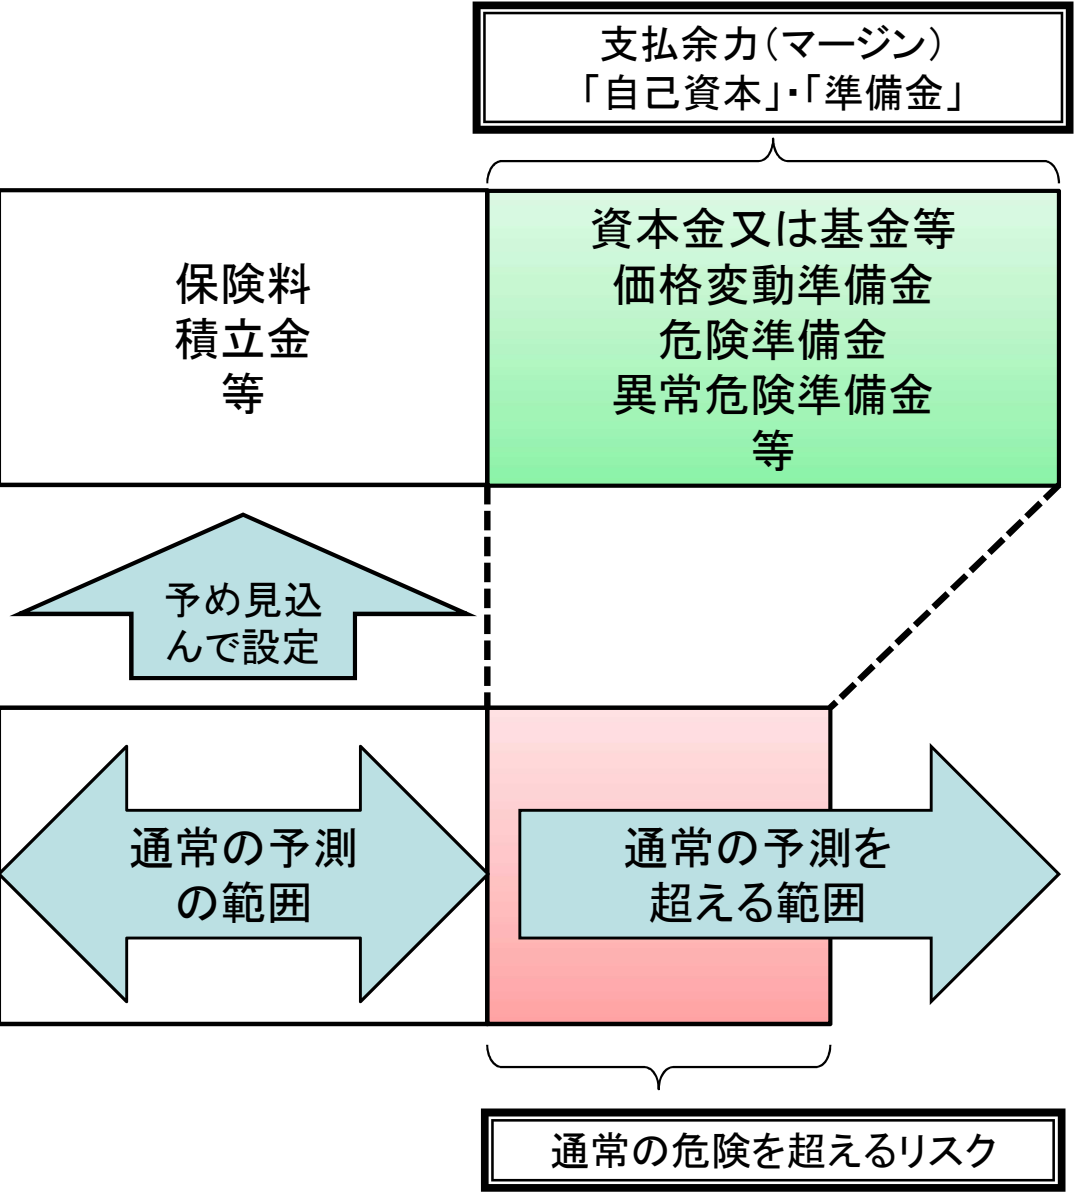 支払余力（マージン）
「自己資本」・「準備金」
保険料
積立金
等
資本金又は基金等
価格変動準備金
危険準備金
異常危険準備金
等
予め見込
んで設定
通常の予測
の範囲
通常の予測を
超える範囲
通常の危険を超えるリスク